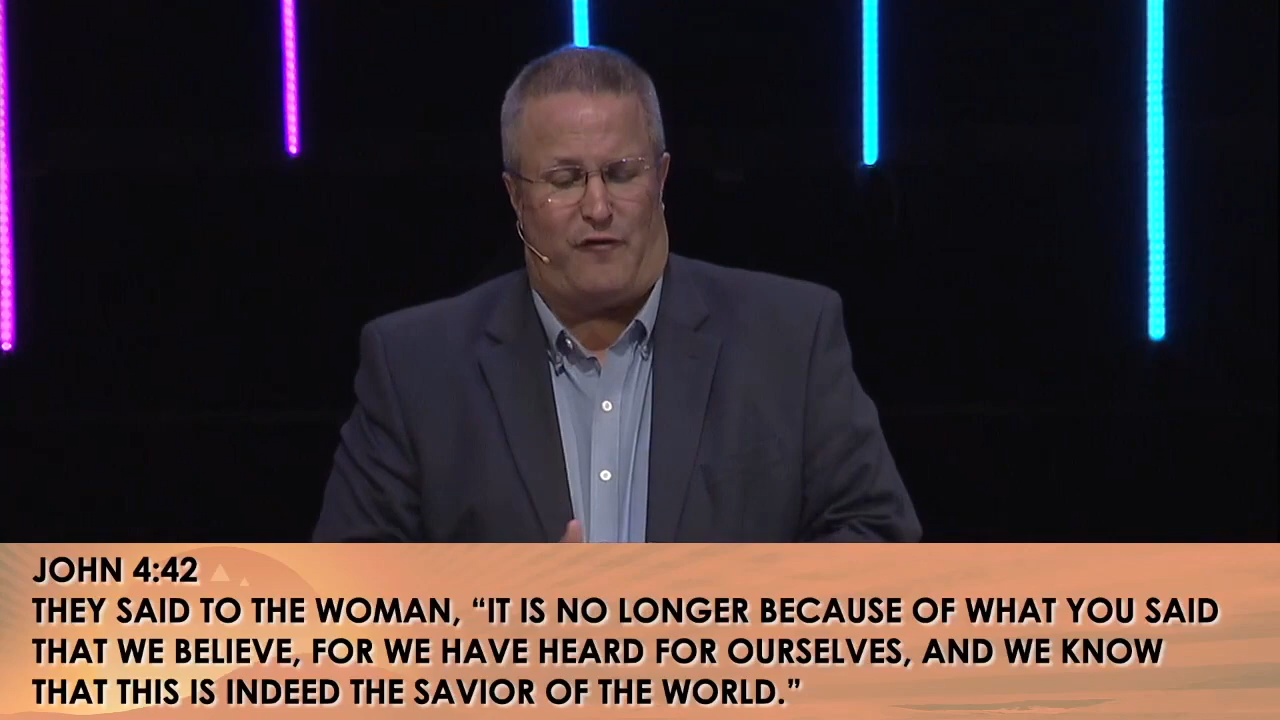 JOHN 4:42
THEY SAID TO THE WOMAN, “IT IS NO LONGER BECAUSE OF WHAT YOU SAID
THAT WE BELIEVE, FOR WE HAVE HEARD FOR OURSELVES, AND WE KNOW
THAT THIS IS INDEED THE SAVIOR OF THE WORLD.”